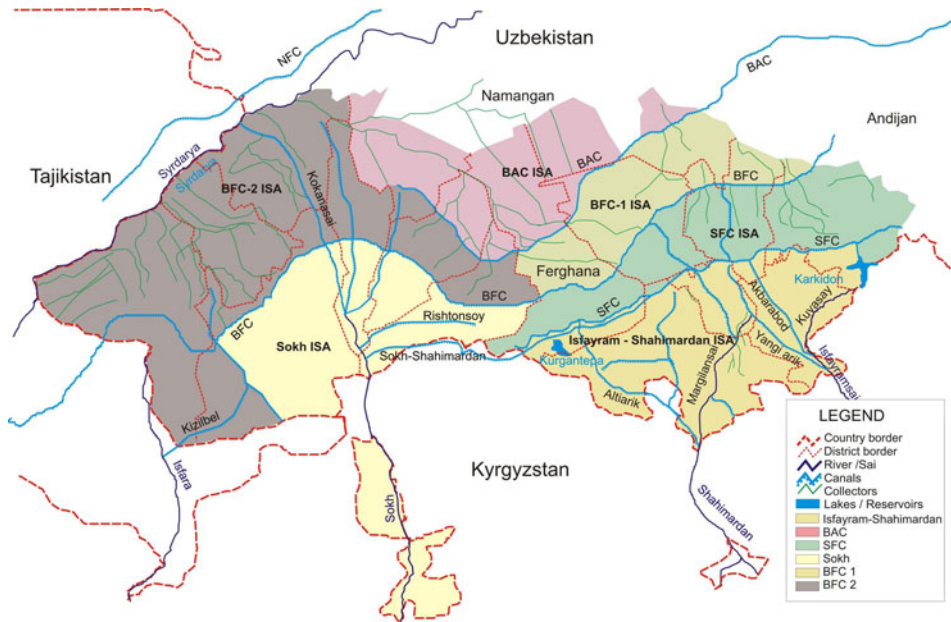 Uzbekistan
NFC
BAC
Namangan
Andijan
Syrdarya
Syrdarya
Tajikistan
Kokanasai
BAC
BAC ISA
BFC
BFC-2 ISA
BFC-1 ISA
SFC ISA
SFC
Ferghana
Karkidon
BFC
Akbarabod
Kuvasay
BFC
SFC
Rishtonsoy
Sokh ISA
Isfayram - Shahimardan ISA
Sokh-Shahimardan
Kurgantepa
Yangi arik
Isfayramsai
Margilansai
Altiarik
Kizilbel
Isfara
Kyrgyzstan
Sokh
Shahimardan
LEGEND
Country border
District border
River /Sai
Canals
Collectors
Lakes / Reservoirs
Isfayram-Shahimardan
BAC
SFC
Sokh
BFC 1
BFC 2